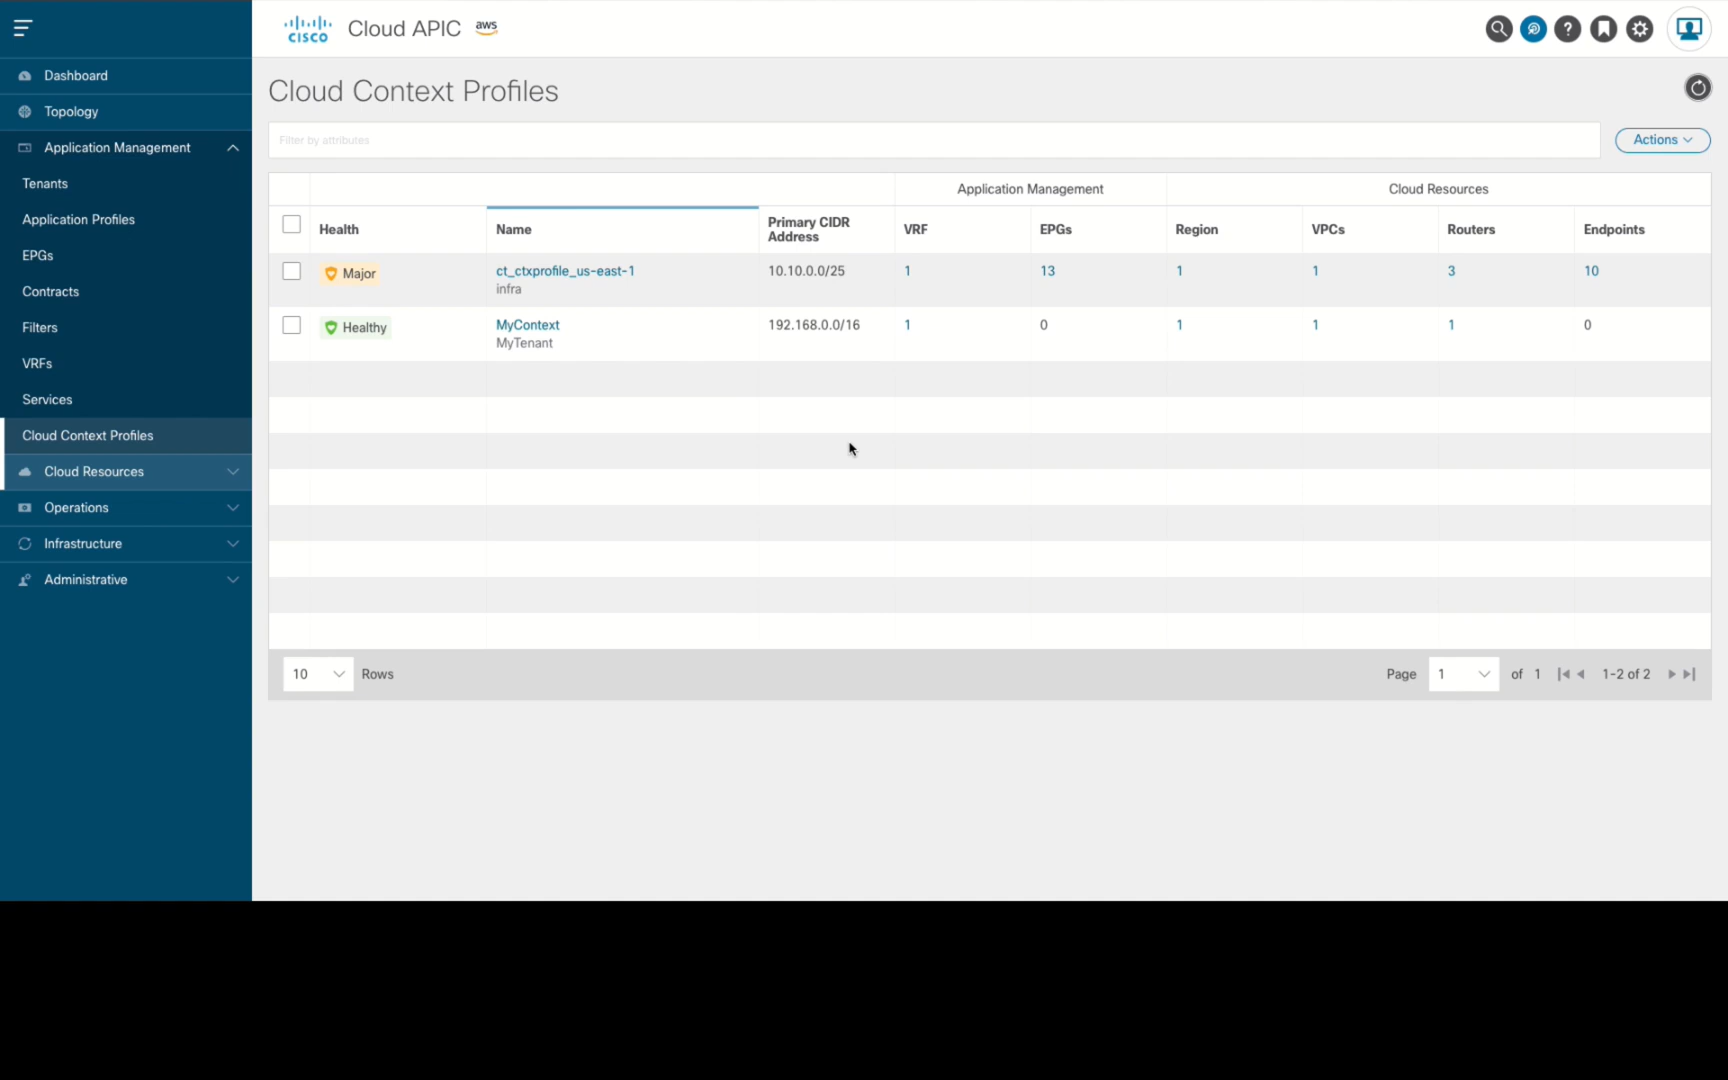 CISCO Cloud APIC aws
Dashboard
Topology
Application Management
Tenants
Application Profiles
EPGs
Contracts
Filters
VRFs
Services
Cloud Context Profiles
Cloud Resources
Operations
Infrastructure
Administrative
Cloud Context Profiles
Filter by attributes
Actions
Application Management Cloud Resources
Health Name Primary CIDR
Address VRF EPGs Region VPCs Routers Endpoints
Major ct_ctxprofile_us-east-1 10.10.0.0/25 1 13 1 1 3 10
infra
Healthy MyContext 192.168.0.0/16 1 0 1 1 1 0
MyTenant
10 Rows Page 1 of 1 1-2 of 2